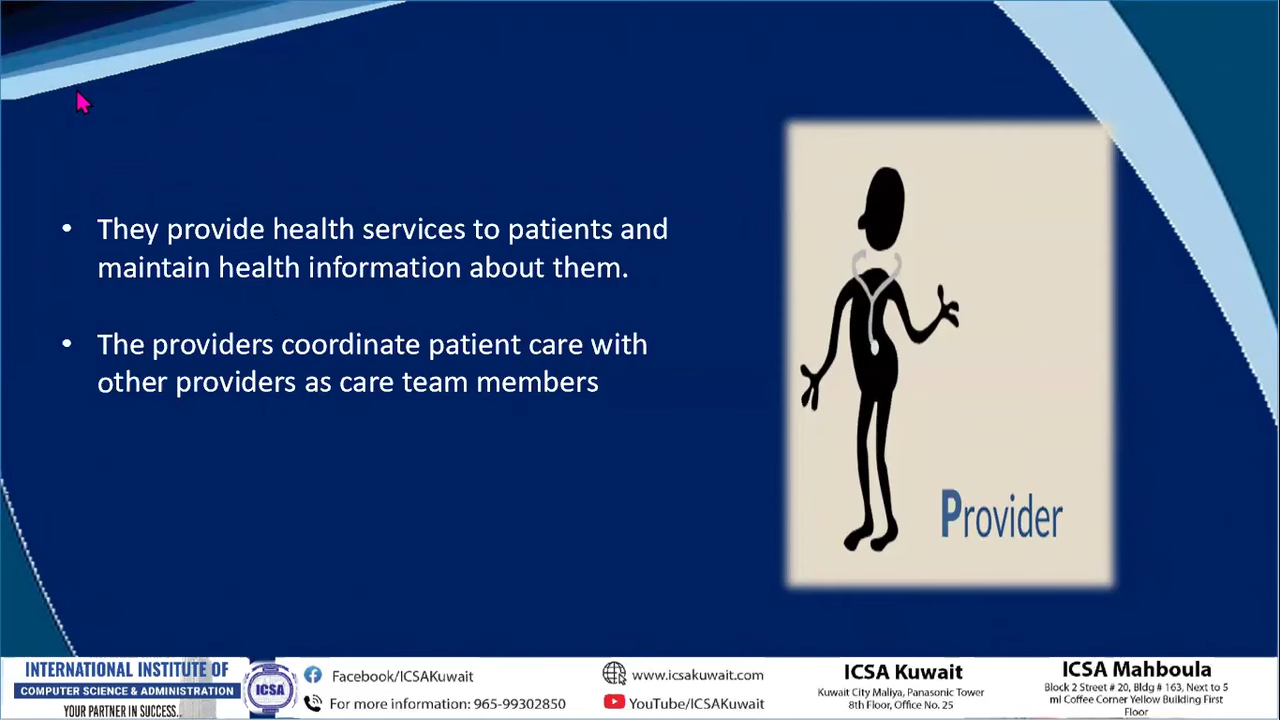 • They provide health services to patients and
maintain health information about them.
• The providers coordinate patient care with
other providers as care team members
Provider
INTERNATIONAL INSTITUTE OF
COMPUTER SCIENCE & ADMINISTRATION
YOUR PARTNER IN SUCCESS..
ICSA
Facebook/ICSAKuwait
For more information: 965-99302850
www.icsakuwait.com
YouTube/ICSAKuwait
ICSA Kuwait
Kuwait City Maliya, Panasonic Tower
8th Floor, Office No. 25
ICSA Mahboula
Block 2 Street # 20, Bldg # 163, Next to 5
ml Coffee Corner Yellow Building First
Floor